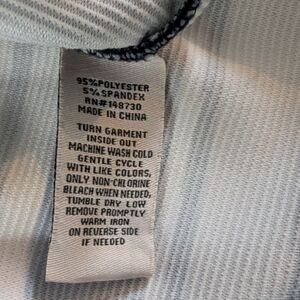 95%POLYESTER
5%SPANDEX
RN#148730
MADE IN CHINA
TURN GARMENT
INSIDE OUT
MACHINE WASH COLD
GENTLE CYCLE
WITH LIKE COLORS,
ONLY NON-CHLORINE
BLEACH WHEN NEEDED,
TUMBLE DRY LOW
REMOVE PROMPTLY
WARM IRON
ON REVERSE SIDE
IF NEEDED